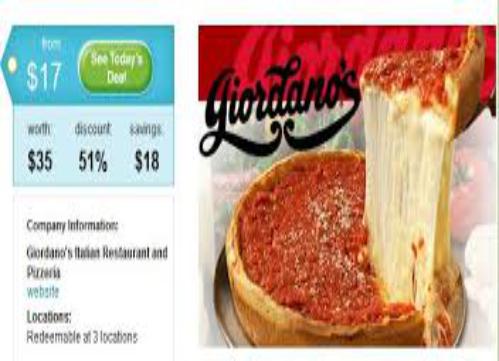 from
$17
See Today's
Deal
worth:
discount:
savings:
$35
51%
$18
Company Information:
Giordano's Italian Restaurant and
Pizzeria
website
Locations:
Redeemable at 3 locations
Giordano's
Giordano's